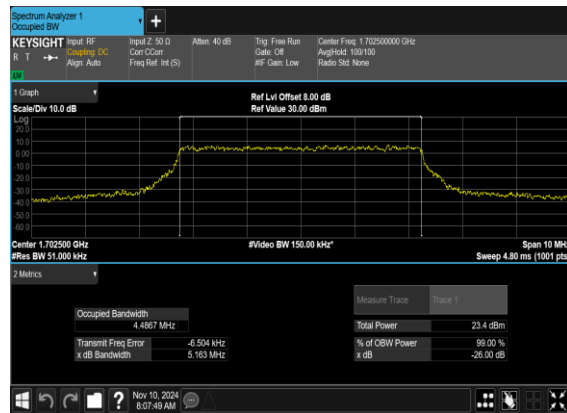 Spectrum Analyzer 1
Occupied BW
KEYSIGHT Input: RF Input Z: 50 Ω Atten: 40 dB Trig: Free Run Center Freq: 1.702500000 GHz
R T Coupling: DC Corr CCorr Gate: Off Avg|Hold: 100/100
Align: Auto Freq Ref: Int (S) #IF Gain: Low Radio Std: None
LW
1 Graph
Ref Lvl Offset 8.00 dB
Scale/Div 10.0 dB Ref Value 30.00 dBm
Log
20.0
10.0
0.00
-10.0
-20.0
-30.0
-40.0
-50.0
-60.0
Center 1.702500 GHz #Video BW 150.00 kHz* Span 10 MHz
#Res BW 51.000 kHz Sweep 4.80 ms (1001 pts
2 Metrics
Measure Trace Trace 1
Occupied Bandwidth
4.4867 MHz Total Power 23.4 dBm
Transmit Freq Error -6.504 kHz % of OBW Power 99.00 %
x dB Bandwidth 5.163 MHz x dB -26.00 dB
? Nov 10, 2024
8:07:49 AM